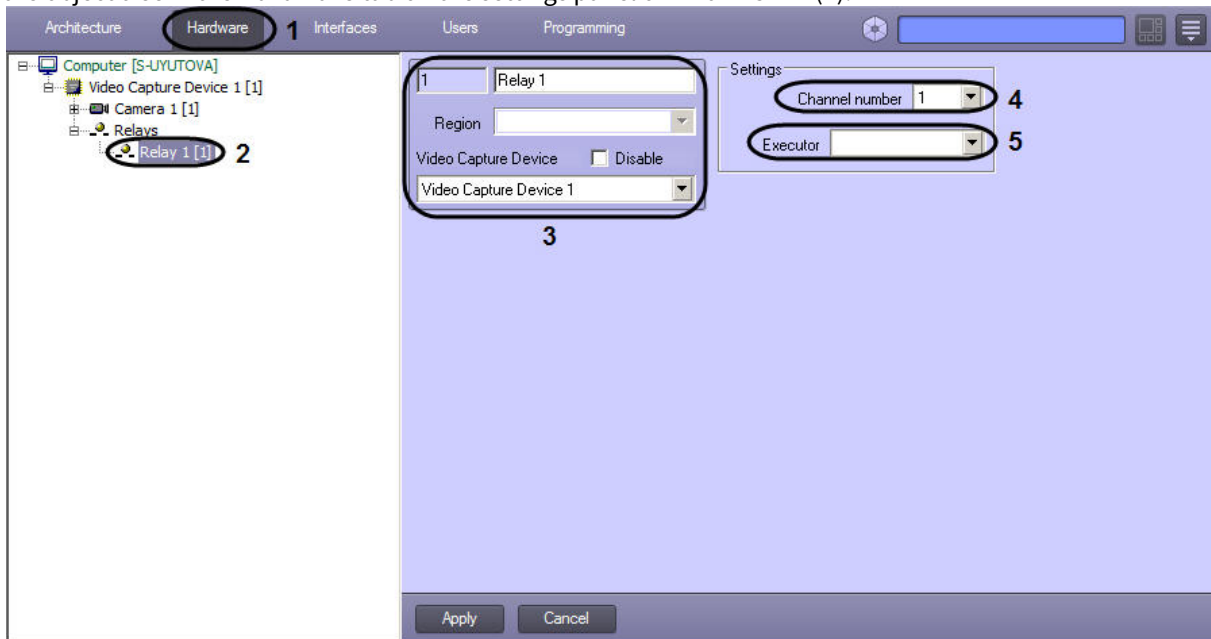 Architecture Hardware 1 Interfaces Users Programming
Computer [S-UYUTOVA]
Video Capture Device 1 [1]
Camera 1 [1]
Relays
Relay 1 [1] 2
1 Relay 1
Region
Video Capture Device Disable
Video Capture Device 1
3
Settings
Channel number 1 4
Executor 5
Apply Cancel